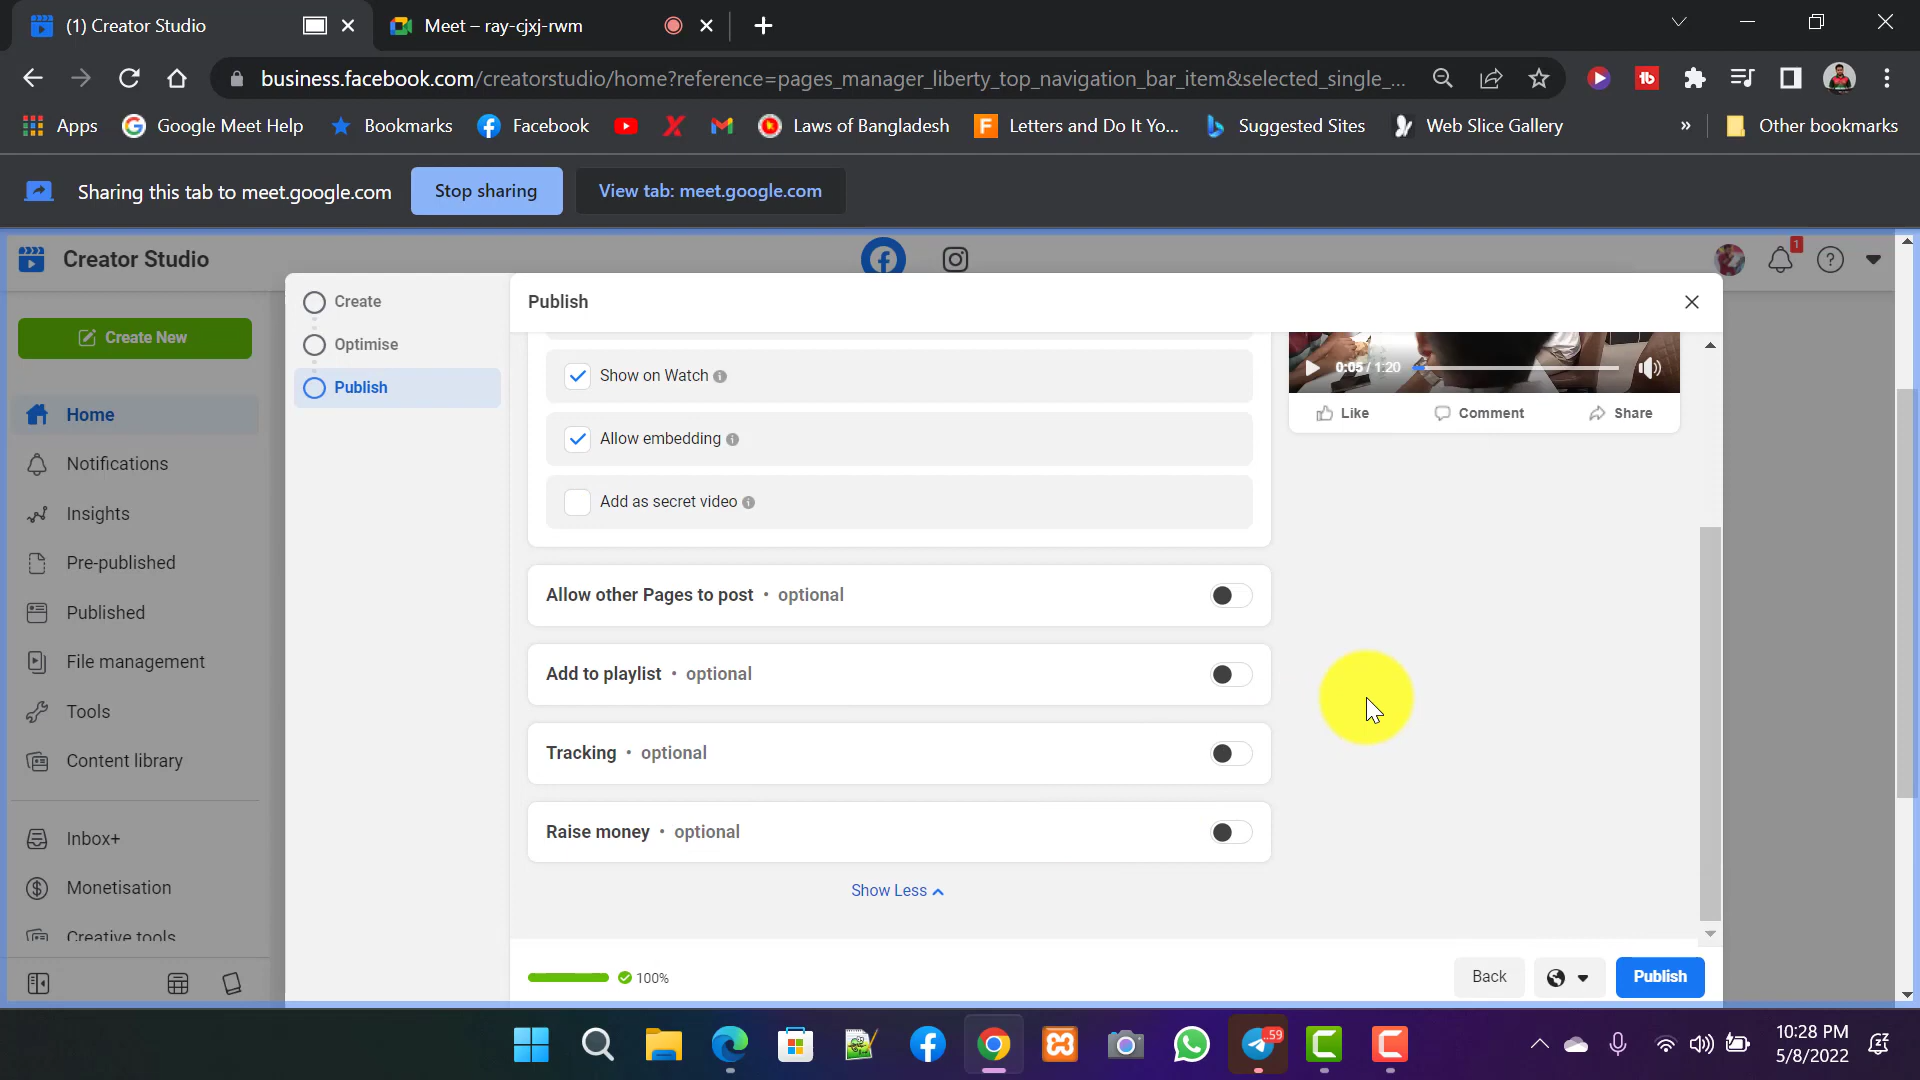 (1) Creator Studio
Meet – ray-cjxj-rwm
business.facebook.com/creatorstudio/home?reference=pages_manager_liberty_top_navigation_bar_item&selected_single_...
Apps
Google Meet Help
Bookmarks
Facebook
Laws of Bangladesh
Letters and Do It Yo...
Suggested Sites
Web Slice Gallery
»
Other bookmarks
Sharing this tab to meet.google.com
Stop sharing
View tab: meet.google.com
Creator Studio
1
Create New
Home
Notifications
Insights
Pre-published
Published
File management
Tools
Content library
Inbox+
Monetisation
Creative tools
Create
Optimise
Publish
Publish
Show on Watch
Allow embedding
Add as secret video
Allow other Pages to post • optional
Add to playlist • optional
Tracking • optional
Raise money • optional
Show Less
0:05 / 1:20
Like
Comment
Share
100%
Back
Publish
59
10:28 PM
5/8/2022